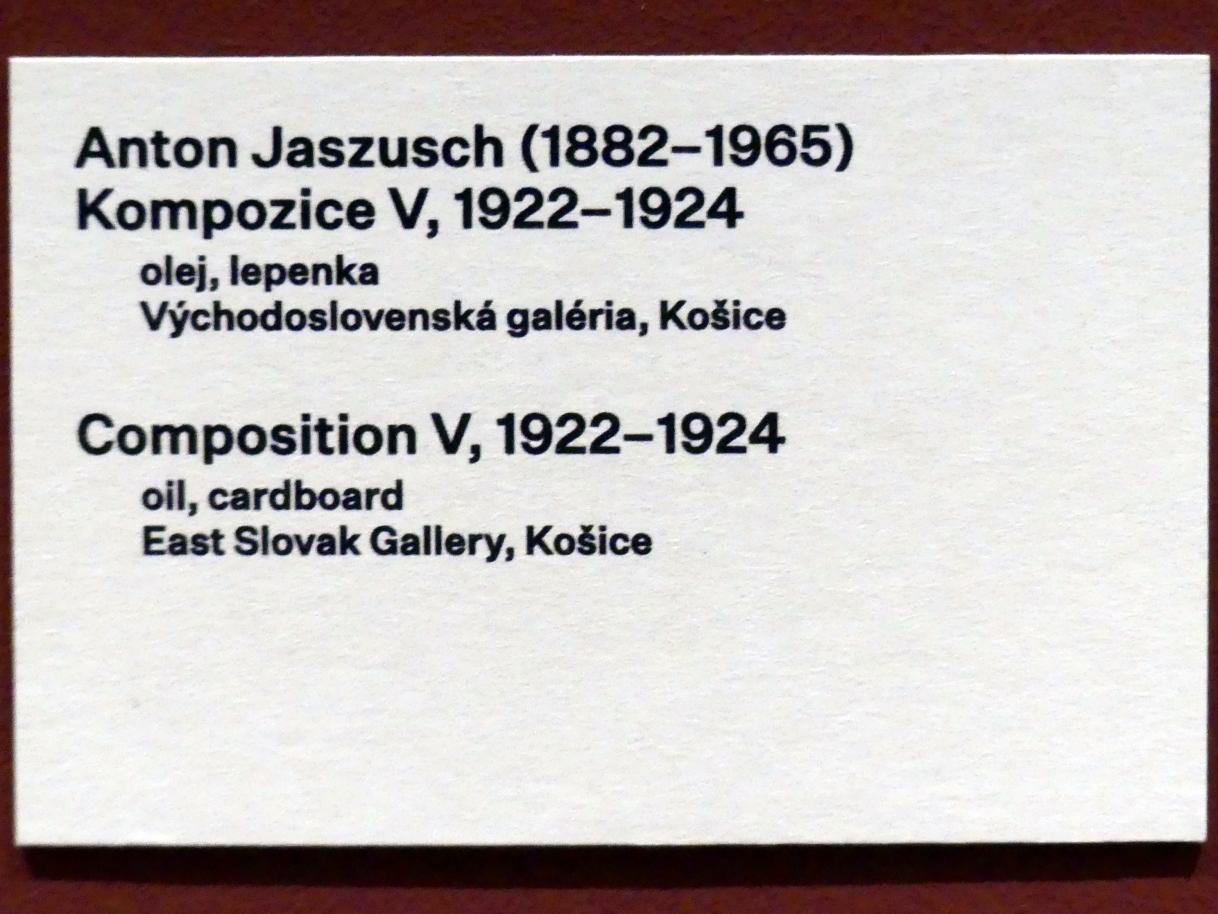 Anton Jaszusch (1882–1965)
Kompozice V, 1922–1924
olej, lepenka
Východoslovenská galéria, Košice
Composition V, 1922–1924
oil, cardboard
East Slovak Gallery, Košice